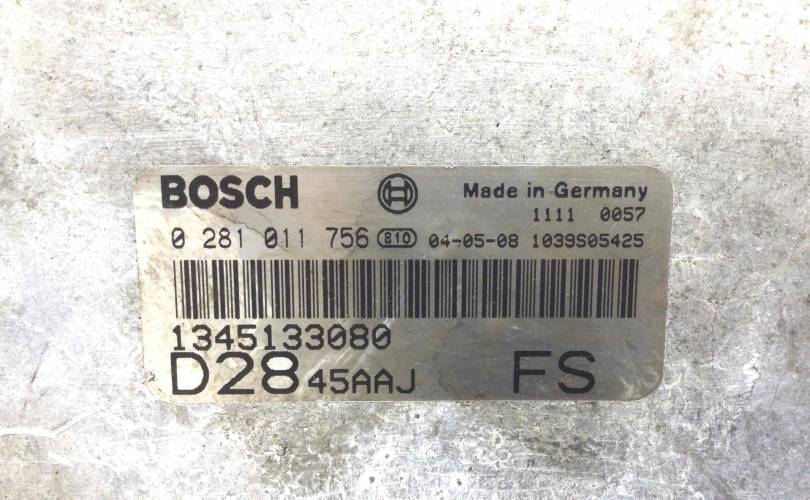 BOSCH Made in Germany
1111 0057
0 281 011 756 810 04-05-08 1039S05425
1345133080
D28 45AAJ FS